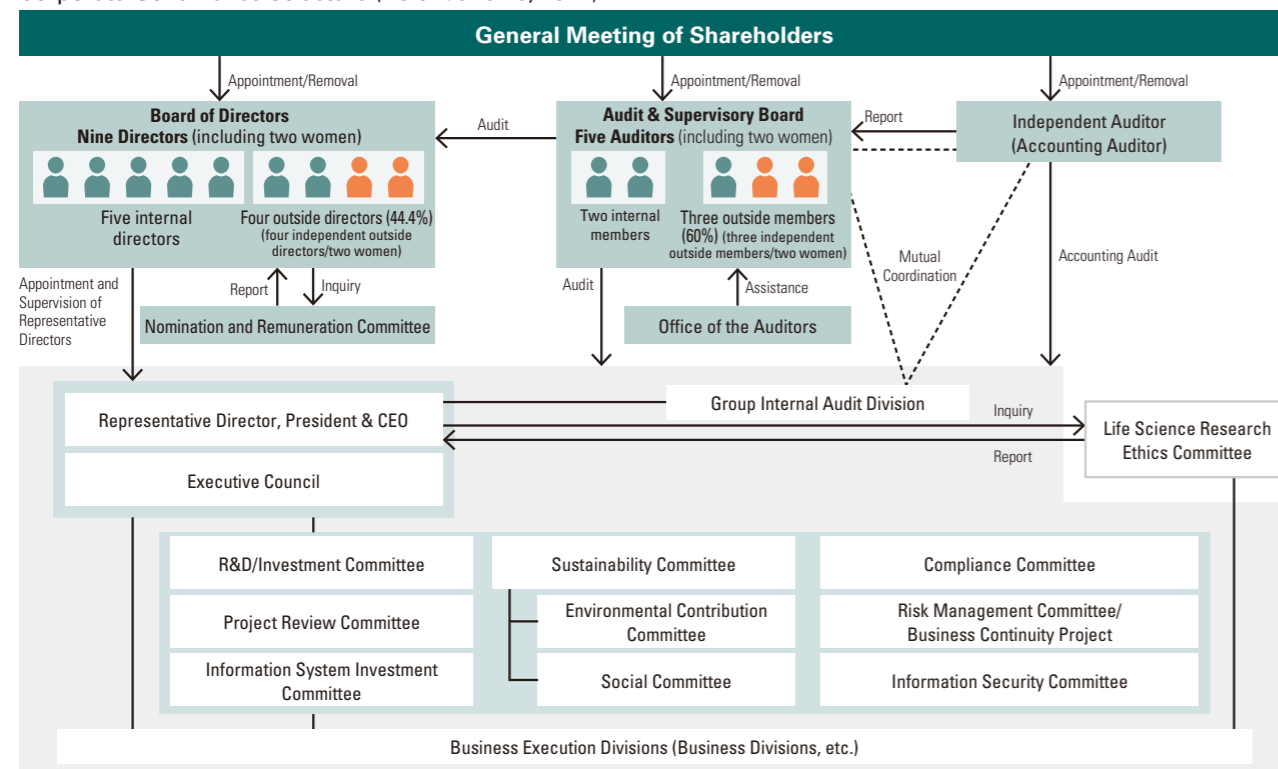 General Meeting of Shareholders
Appointment/Removal
Appointment/Removal
Appointment/Removal
Board of Directors
Nine Directors (including two women)
Five internal
directors
Four outside directors (44.4%)
(four independent outside
directors/two women)
Audit
Audit & Supervisory Board
Five Auditors (including two women)
Two internal
members
Three outside members
(60%) (three independent
outside members/two women)
Report
Independent Auditor
(Accounting Auditor)
Appointment and
Supervision of
Representative
Directors
Report
Inquiry
Nomination and Remuneration Committee
Audit
Assistance
Office of the Auditors
Mutual
Coordination
Accounting Audit
Representative Director, President & CEO
Executive Council
Group Internal Audit Division
Inquiry
Report
Life Science Research
Ethics Committee
R&D/Investment Committee
Project Review Committee
Information System Investment
Committee
Sustainability Committee
Environmental Contribution
Committee
Social Committee
Compliance Committee
Risk Management Committee/
Business Continuity Project
Information Security Committee
Business Execution Divisions (Business Divisions, etc.)